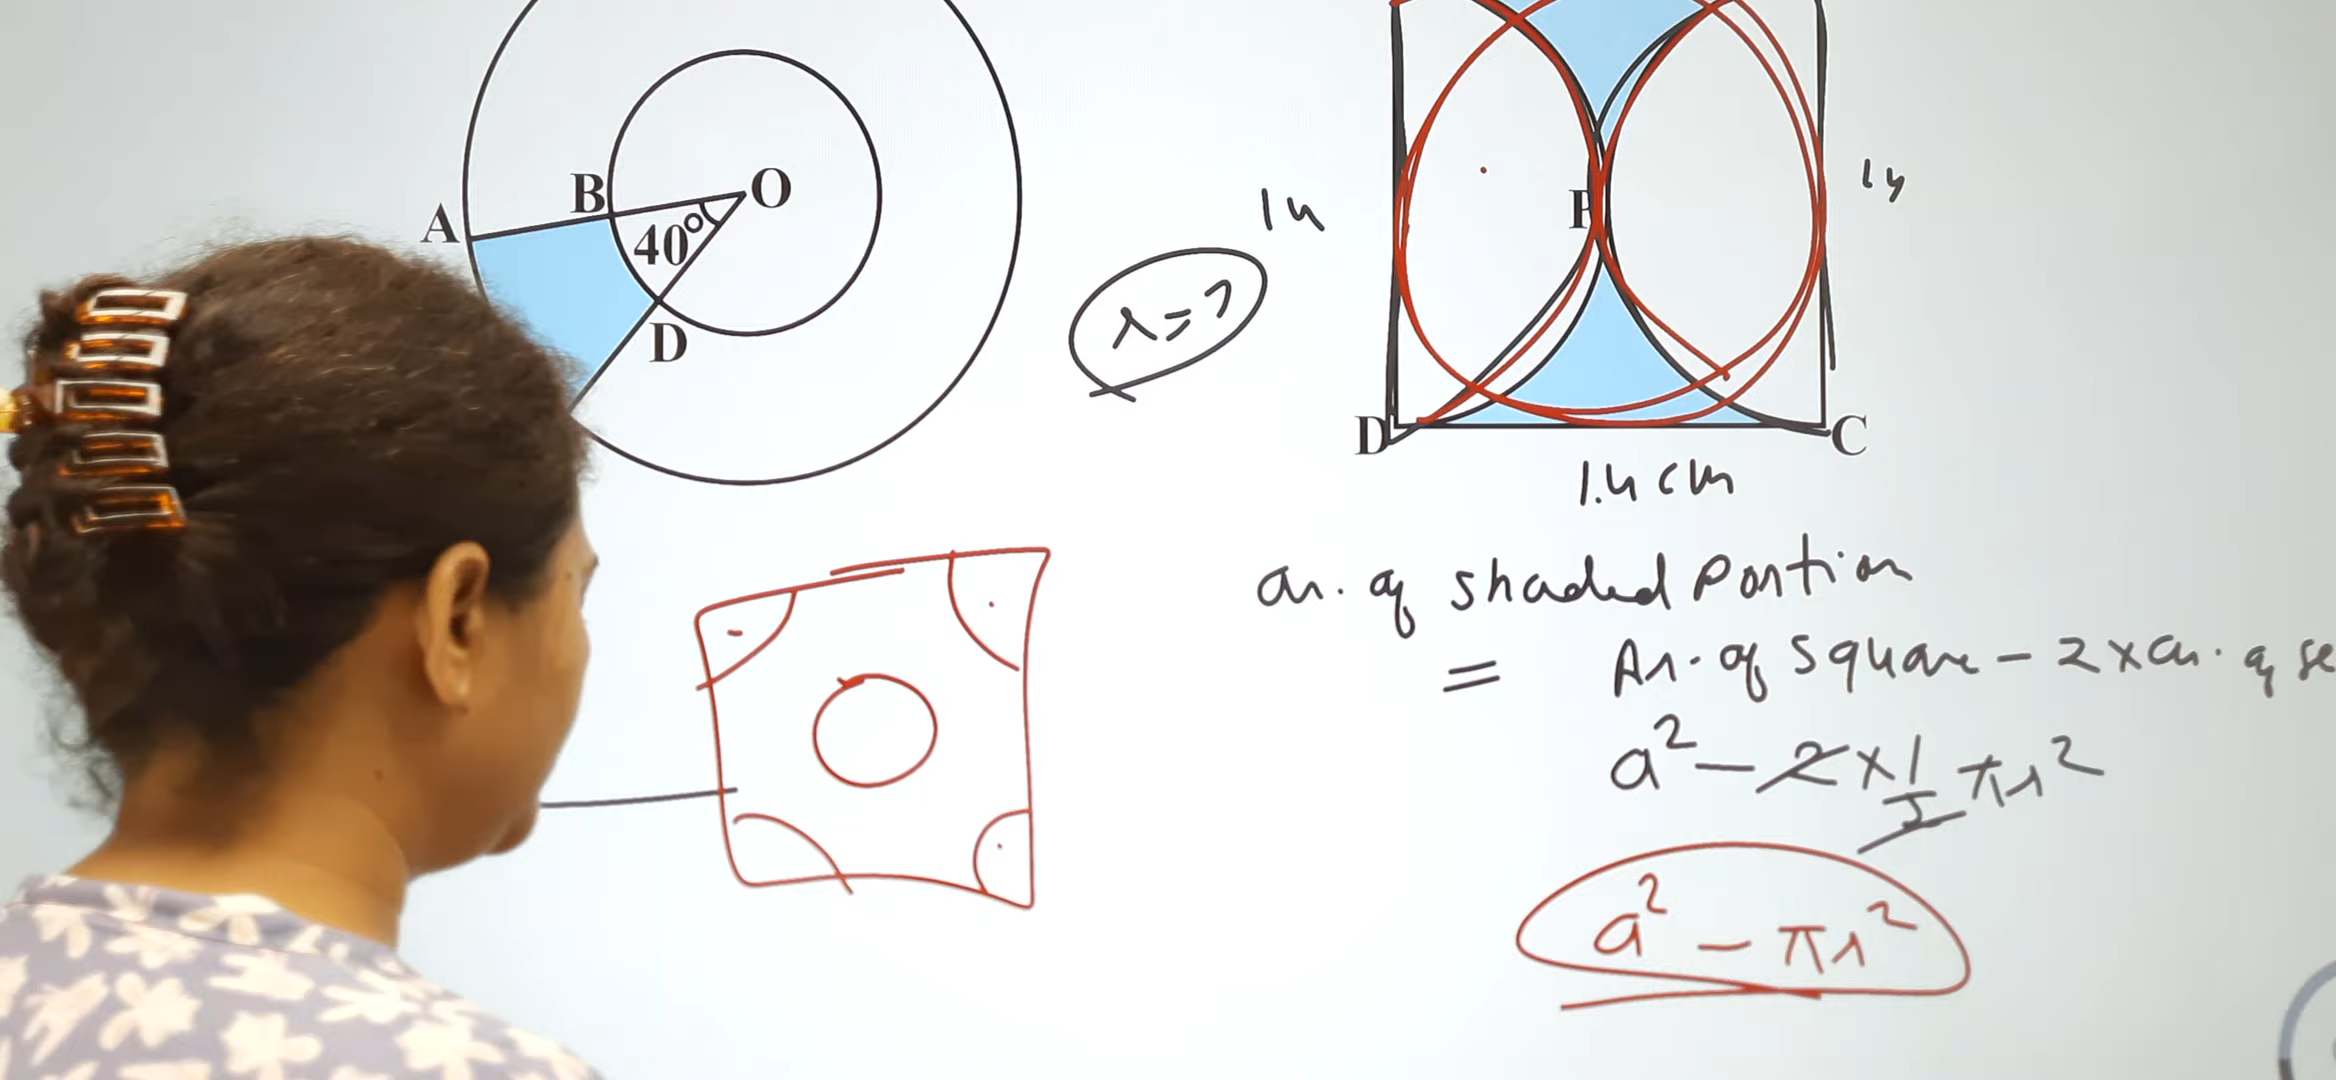 A
B
O
40°
D
14
r = ?
P
14
D
C
1.4 cm
ar. of shaded Portion
= Ar. of square - 2 x ar. of se
a² - 2 x 1/2 πr²
a² - πr²